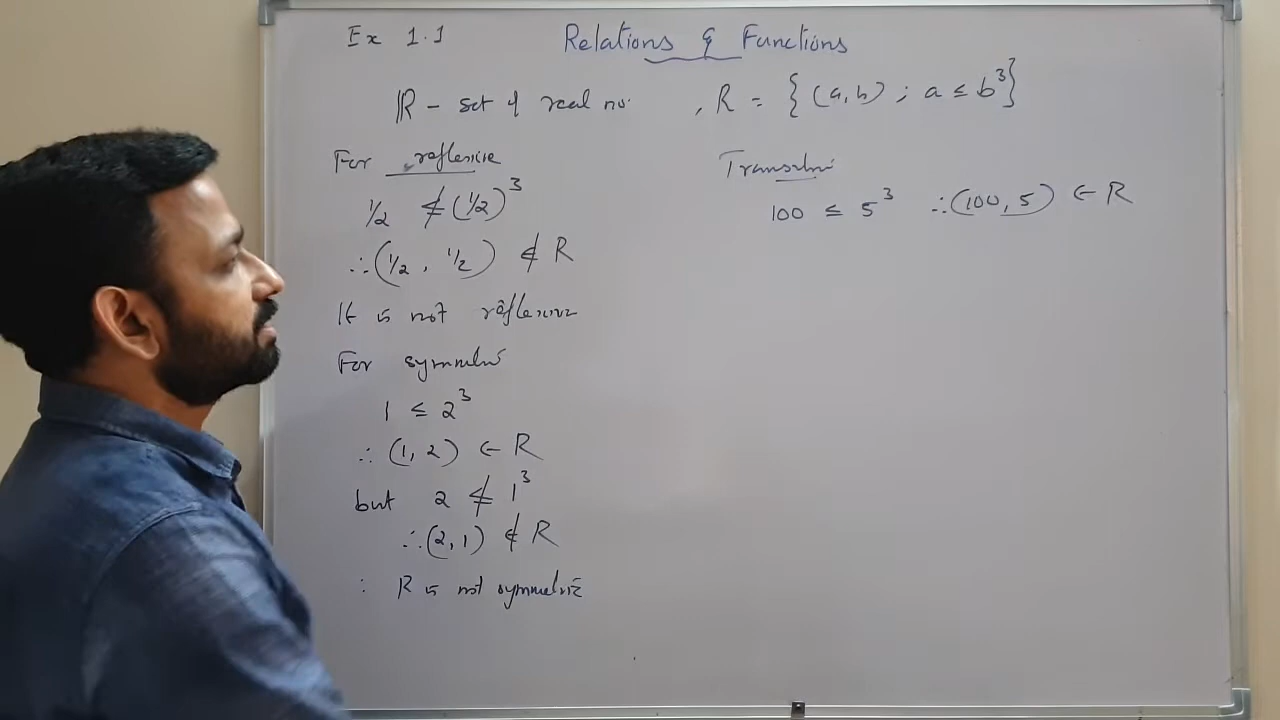 Ex 1.1
Relations & Functions
ℝ - set of real no. , R = {(a,b) ; a ≤ b³}
For reflexive
1/2 ≰ (1/2)³
∴ (1/2 , 1/2) ∉ R
It is not reflexive
For symmetric
1 ≤ 2³
∴ (1, 2) ∈ R
but 2 ≰ 1³
∴ (2, 1) ∉ R
∴ R is not symmetric
Transitive
100 ≤ 5³ ∴ (100, 5) ∈ R